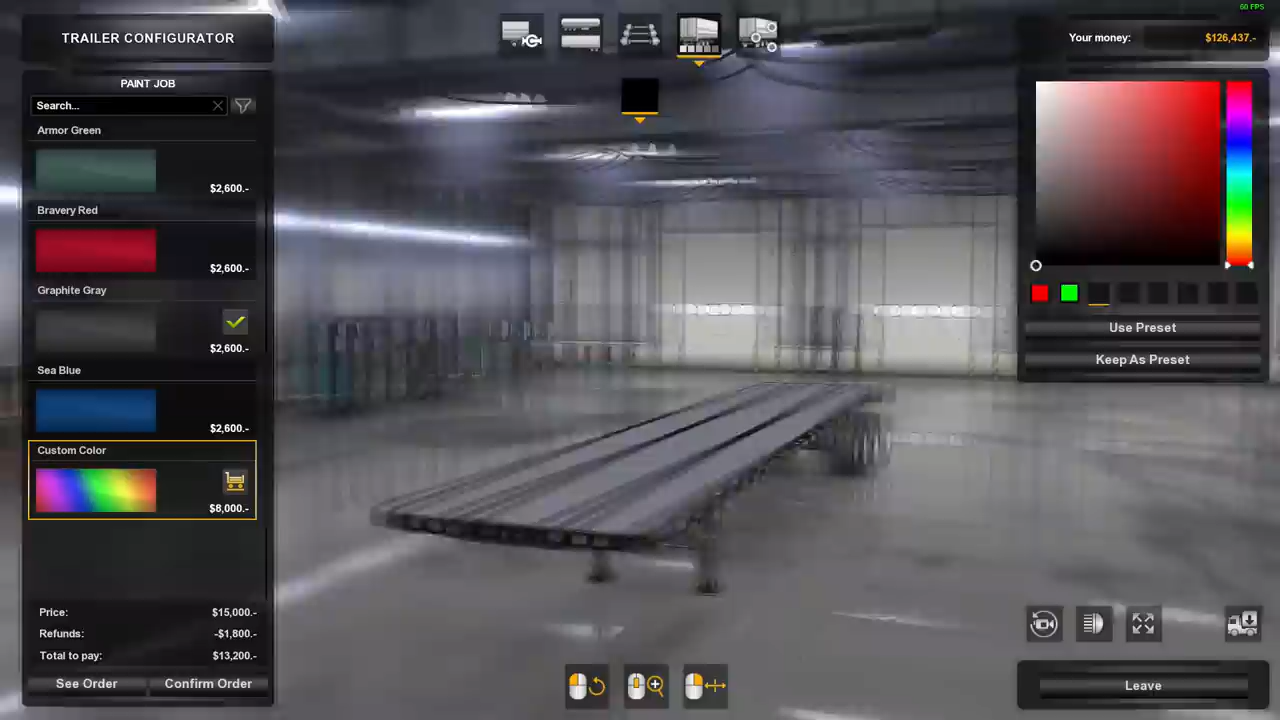 60 FPS
TRAILER CONFIGURATOR
Your money: $126,437.-
PAINT JOB
Search...
Armor Green
$2,600.-
Bravery Red
$2,600.-
Graphite Gray
$2,600.-
Sea Blue
$2,600.-
Custom Color
$8,000.-
Use Preset
Keep As Preset
Price: $15,000.-
Refunds: -$1,800.-
Total to pay: $13,200.-
See Order
Confirm Order
Leave